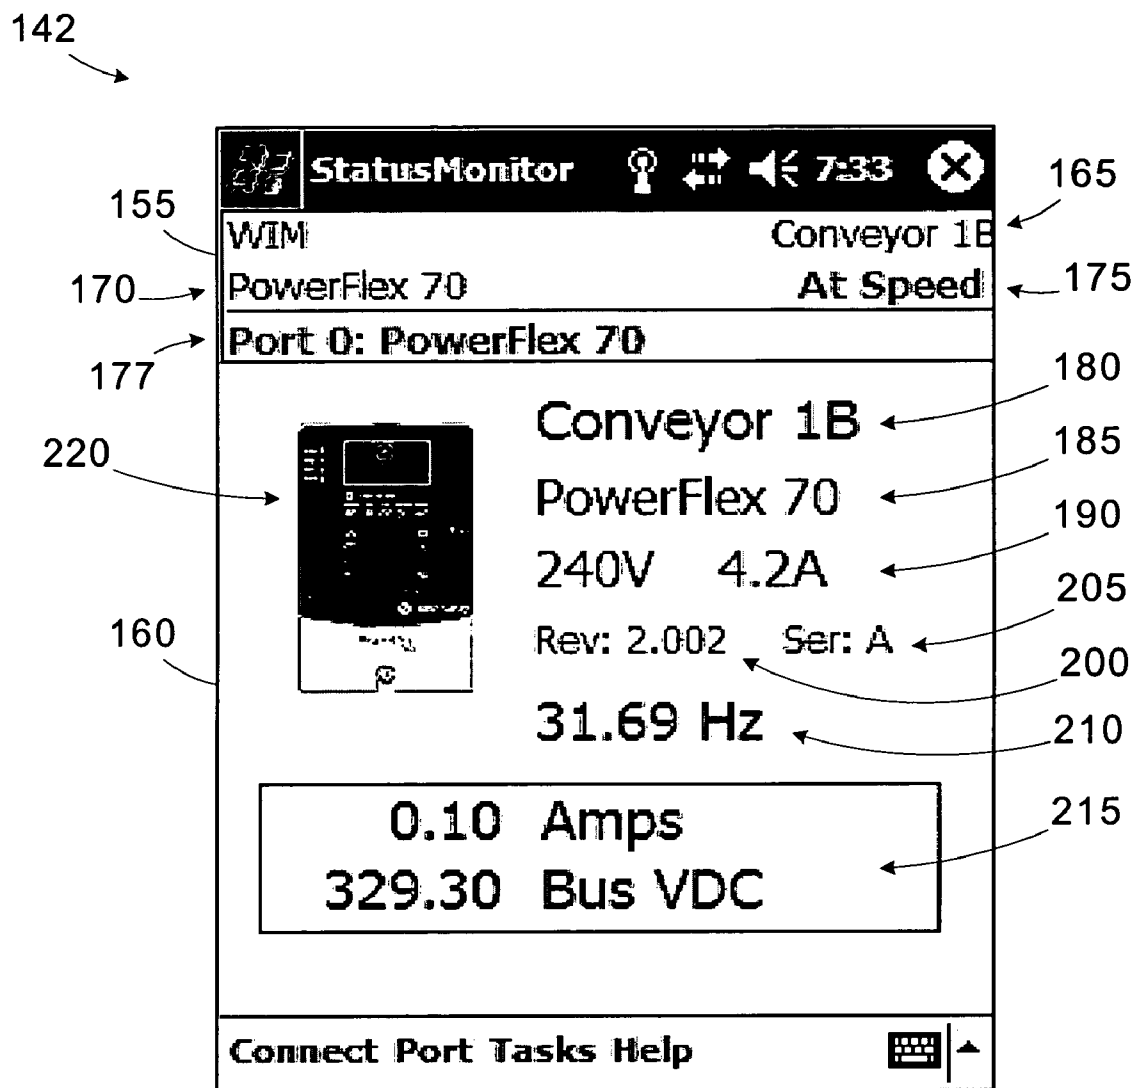 142
StatusMonitor 7:33
165
155
WIM Conveyor 1B
170 PowerFlex 70 At Speed 175
177 Port 0: PowerFlex 70
180
Conveyor 1B
220
185
PowerFlex 70
190
240V 4.2A
205
160
Rev: 2.002 Ser: A
200
31.69 Hz 210
215
0.10 Amps
329.30 Bus VDC
Connect Port Tasks Help